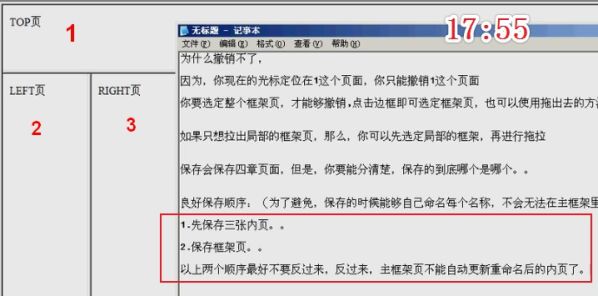 TOP页
1
LEFT页
2
RIGHT页
3
无标题 - 记事本
17:55
文件(F) 编辑(E) 格式(O) 查看(V) 帮助(H)
为什么撤销不了,
因为,你现在的光标定位在1这个页面,你只能撤销1这个页面
你要选定整个框架页,才能够撤销.点击边框即可选定框架页,也可以使用拖出去的方
如果只想拉出局部的框架页,那么,你可以先选定局部的框架,再进行拖拉
保存会保存四章页面,但是,你要能分清楚,保存的到底哪个是哪个。。
良好保存顺序:(为了避免,保存的时候能够自己命名每个名称,不会无法在主框架里
1.先保存三张内页。。
2.保存框架页。。
以上两个顺序最好不要反过来,反过来,主框架页不能自动更新重命名后的内页了。